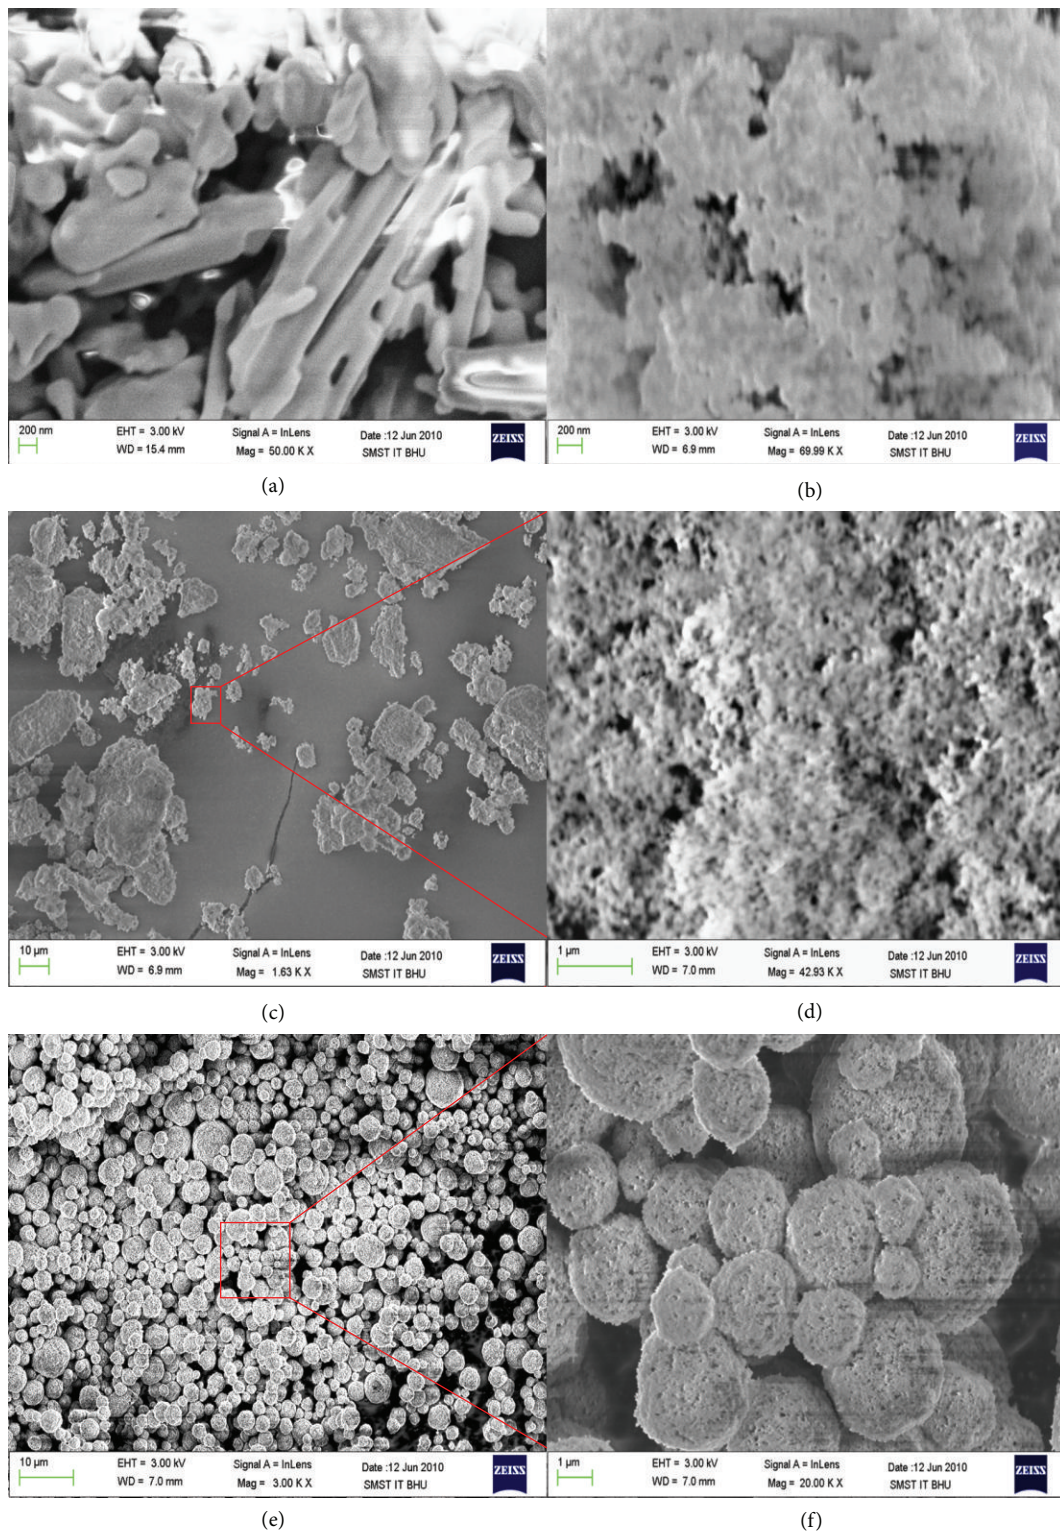 200 nm EHT = 3.00 kV Signal A = InLens Date :12 Jun 2010 ZEISS
WD = 15.4 mm Mag = 50.00 K X SMST IT BHU
200 nm EHT = 3.00 kV Signal A = InLens Date :12 Jun 2010 ZEISS
WD = 6.9 mm Mag = 69.99 K X SMST IT BHU
(a)
(b)
10 µm EHT = 3.00 kV Signal A = InLens Date :12 Jun 2010 ZEISS
WD = 6.9 mm Mag = 1.63 K X SMST IT BHU
1 µm EHT = 3.00 kV Signal A = InLens Date :12 Jun 2010 ZEISS
WD = 7.0 mm Mag = 42.93 K X SMST IT BHU
(c)
(d)
10 µm EHT = 3.00 kV Signal A = InLens Date :12 Jun 2010 ZEISS
WD = 7.0 mm Mag = 3.00 K X SMST IT BHU
1 µm EHT = 3.00 kV Signal A = InLens Date :12 Jun 2010 ZEISS
WD = 7.0 mm Mag = 20.00 K X SMST IT BHU
(e)
(f)